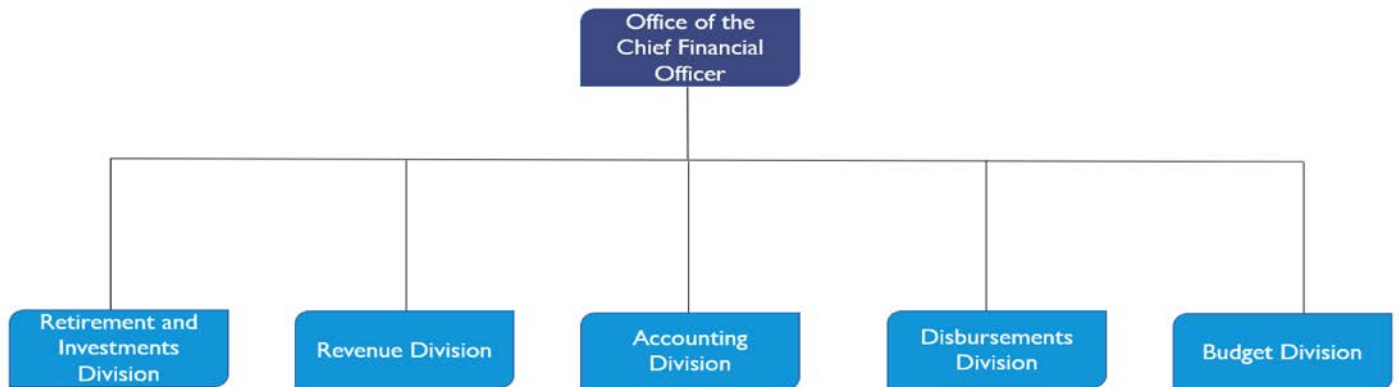 Office of the
Chief Financial
Officer
Retirement and
Investments
Division
Revenue Division
Accounting
Division
Disbursements
Division
Budget Division